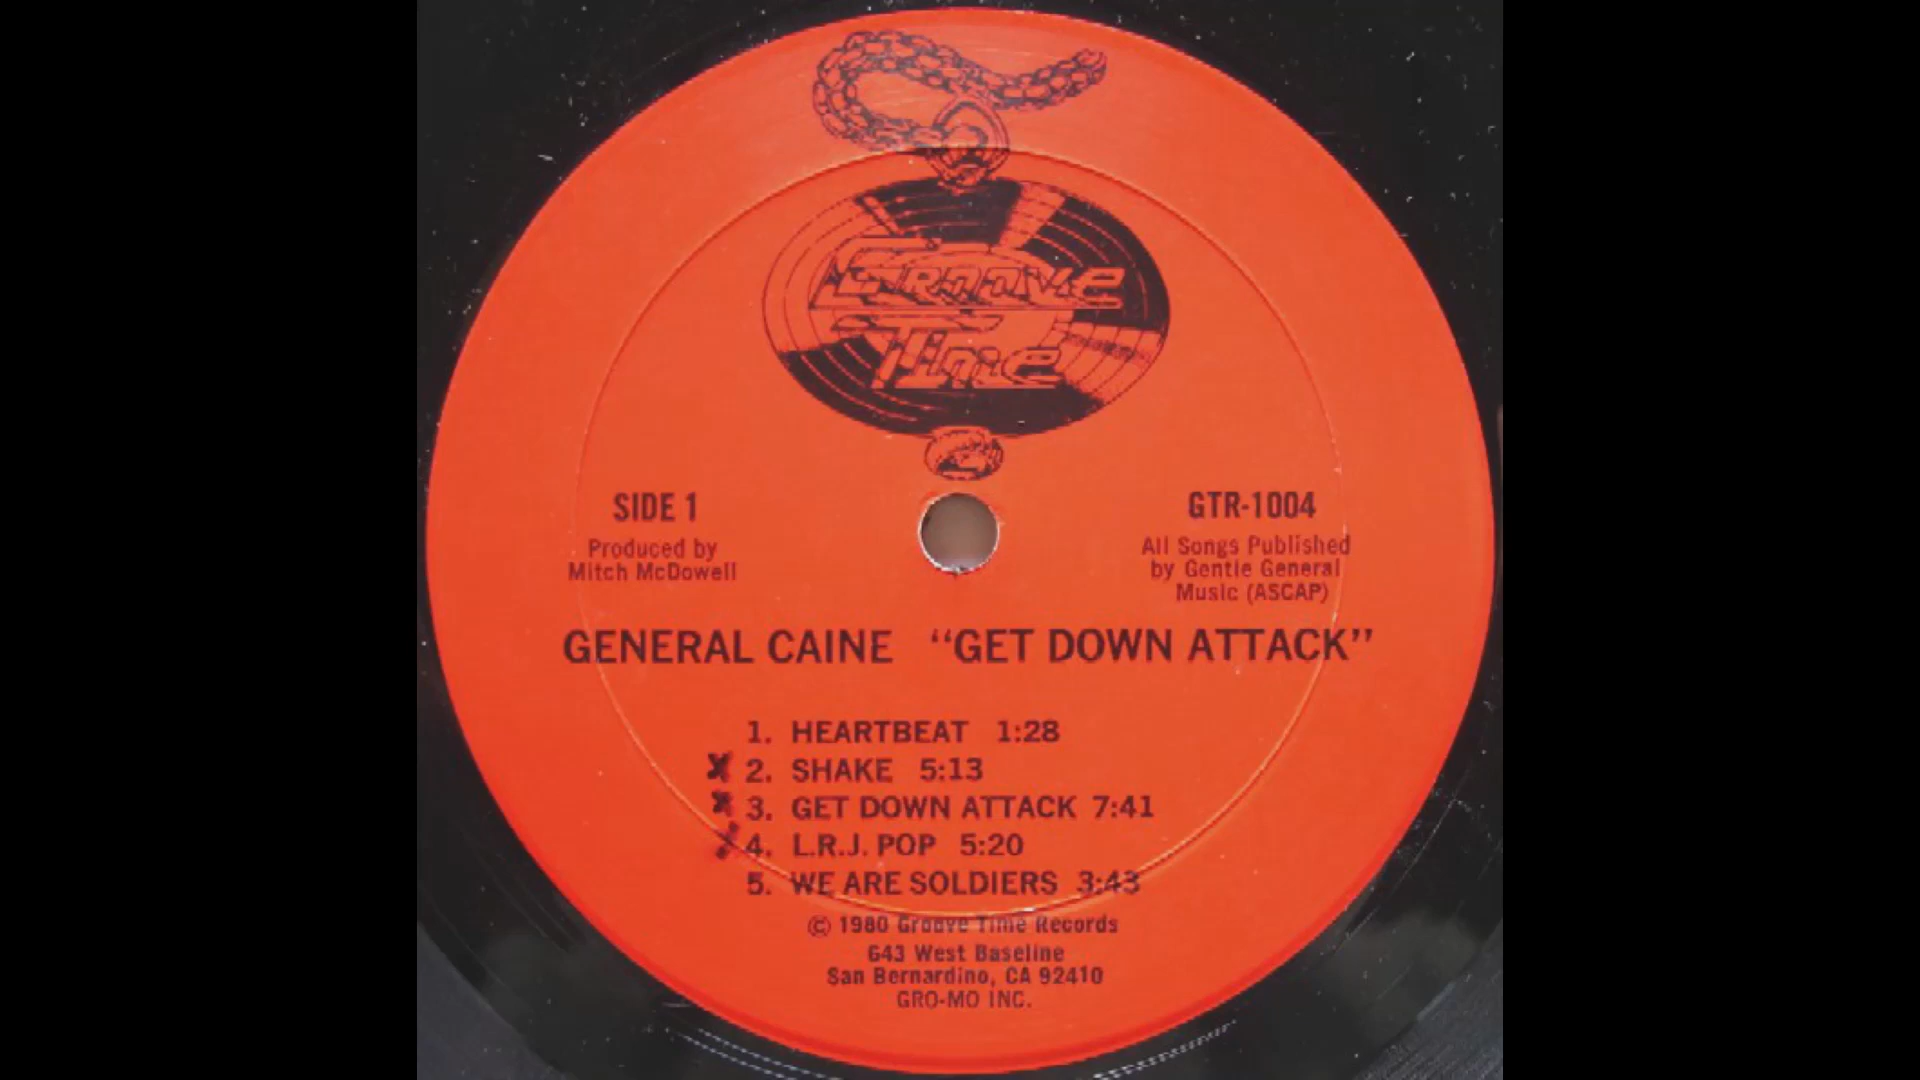 Groove
Time
SIDE 1
Produced by
Mitch McDowell
GTR-1004
All Songs Published
by Gentle General
Music (ASCAP)
GENERAL CAINE "GET DOWN ATTACK"
1. HEARTBEAT 1:28
x 2. SHAKE 5:13
x 3. GET DOWN ATTACK 7:41
/ 4. L.R.J. POP 5:20
5. WE ARE SOLDIERS 3:43
© 1980 Groove Time Records
643 West Baseline
San Bernardino, CA 92410
GRO-MO INC.